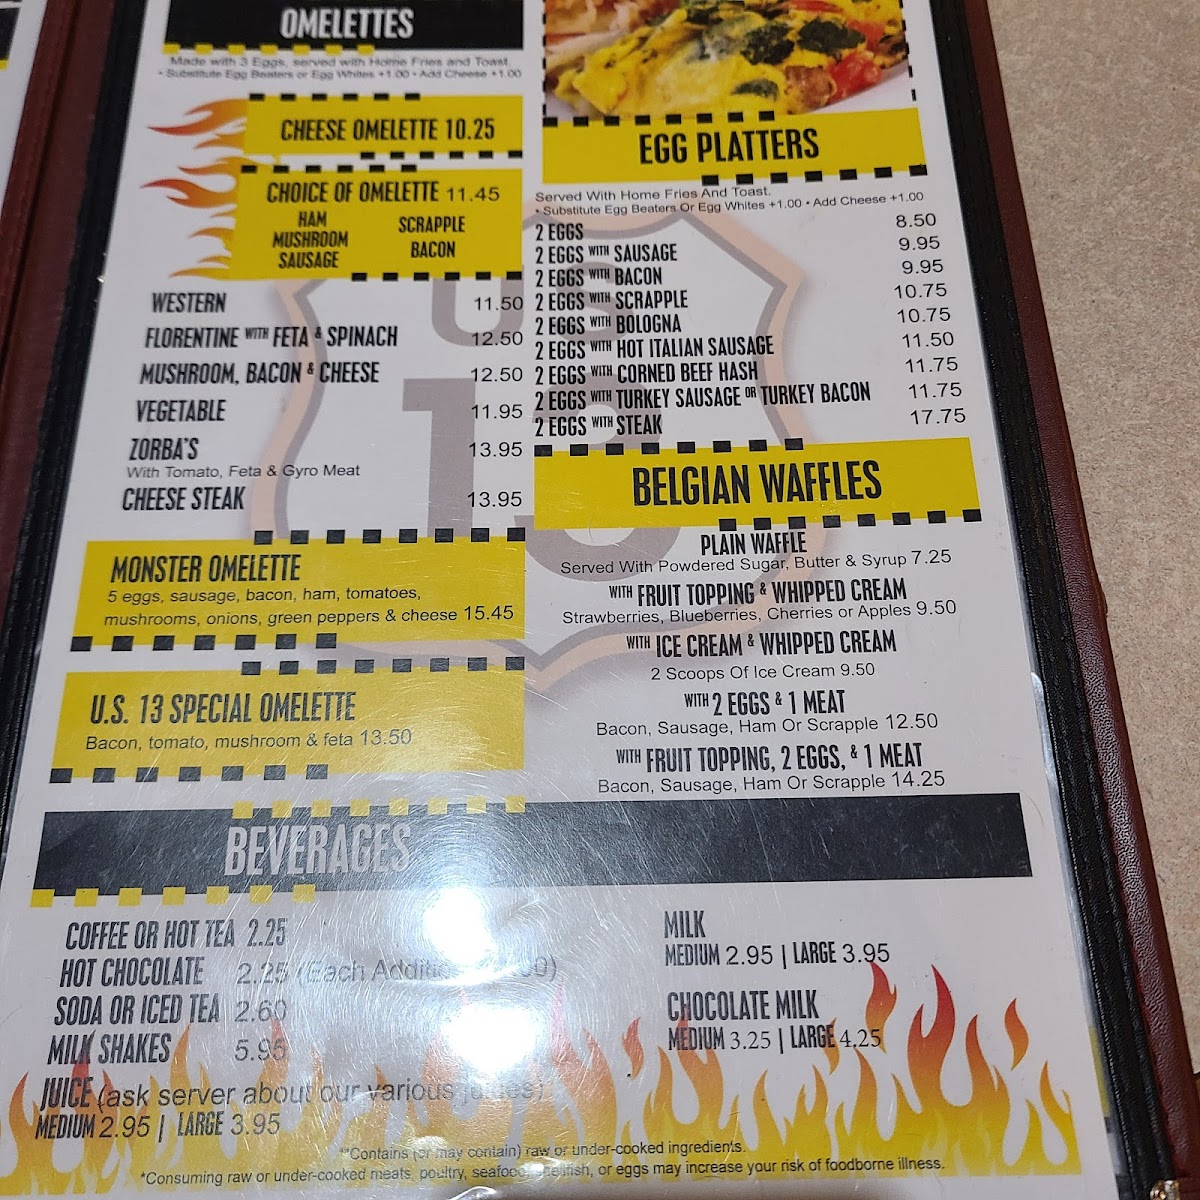 OMELETTES
Made with 3 Eggs, served with Home Fries and Toast.
• Substitute Egg Beaters or Egg Whites +1.00 • Add Cheese +1.00
CHEESE OMELETTE 10.25
CHOICE OF OMELETTE 11.45
HAM
MUSHROOM
SAUSAGE
SCRAPPLE
BACON
WESTERN 11.50
FLORENTINE WITH FETA & SPINACH 12.50
MUSHROOM, BACON & CHEESE 12.50
VEGETABLE 11.95
ZORBA'S 13.95
With Tomato, Feta & Gyro Meat
CHEESE STEAK 13.95
MONSTER OMELETTE
5 eggs, sausage, bacon, ham, tomatoes,
mushrooms, onions, green peppers & cheese 15.45
U.S. 13 SPECIAL OMELETTE
Bacon, tomato, mushroom & feta 13.50
EGG PLATTERS
Served With Home Fries And Toast.
• Substitute Egg Beaters Or Egg Whites +1.00 • Add Cheese +1.00
2 EGGS 8.50
2 EGGS WITH SAUSAGE 9.95
2 EGGS WITH BACON 9.95
2 EGGS WITH SCRAPPLE 10.75
2 EGGS WITH BOLOGNA 10.75
2 EGGS WITH HOT ITALIAN SAUSAGE 11.50
2 EGGS WITH CORNED BEEF HASH 11.75
2 EGGS WITH TURKEY SAUSAGE OR TURKEY BACON 11.75
2 EGGS WITH STEAK 17.75
US
13
BELGIAN WAFFLES
PLAIN WAFFLE
Served With Powdered Sugar, Butter & Syrup 7.25
WITH FRUIT TOPPING & WHIPPED CREAM
Strawberries, Blueberries, Cherries or Apples 9.50
WITH ICE CREAM & WHIPPED CREAM
2 Scoops Of Ice Cream 9.50
WITH 2 EGGS & 1 MEAT
Bacon, Sausage, Ham Or Scrapple 12.50
WITH FRUIT TOPPING, 2 EGGS, & 1 MEAT
Bacon, Sausage, Ham Or Scrapple 14.25
BEVERAGES
COFFEE OR HOT TEA 2.25
HOT CHOCOLATE 2.25 (Each
SODA OR ICED TEA 2.60
MILK SHAKES 5.95
JUICE (ask server about our various juices)
MEDIUM 2.95 | LARGE 3.95
MILK
MEDIUM 2.95 | LARGE 3.95
CHOCOLATE MILK
MEDIUM 3.25 | LARGE 4.25
**Contains (or may contain) raw or under-cooked ingredients.
*Consuming raw or under-cooked meats, poultry, seafood, shellfish, or eggs may increase your risk of foodborne illness.